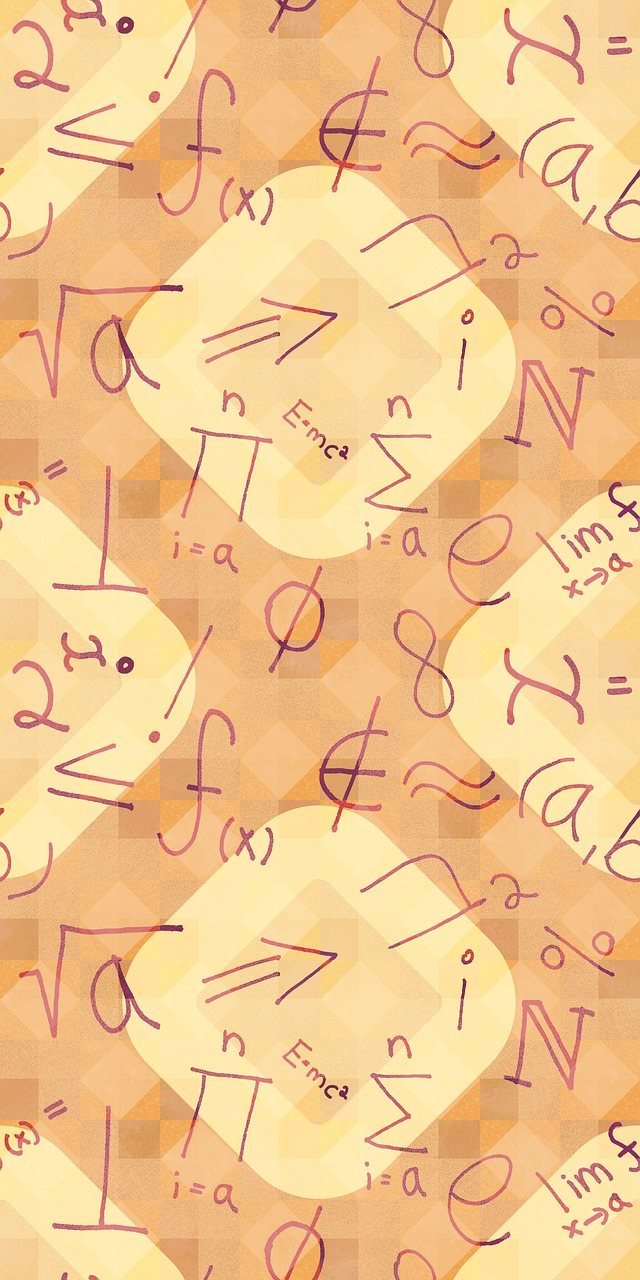 2 x . / ∞ x =
≤ f(x) ∉ ≈ (a, b
b)
⇒ ) 2 %
√a i
n n N
E=mc² ∏ ∑
(x) = ⊥ i=a i=a e lim f
x→a
∅
2 x . / ∞ x =
≤ f(x) ∉ ≈ (a, b
b)
⇒ ) 2 %
√a i
n n N
E=mc² ∏ ∑
(x) = ⊥ i=a i=a e lim f
x→a
∅